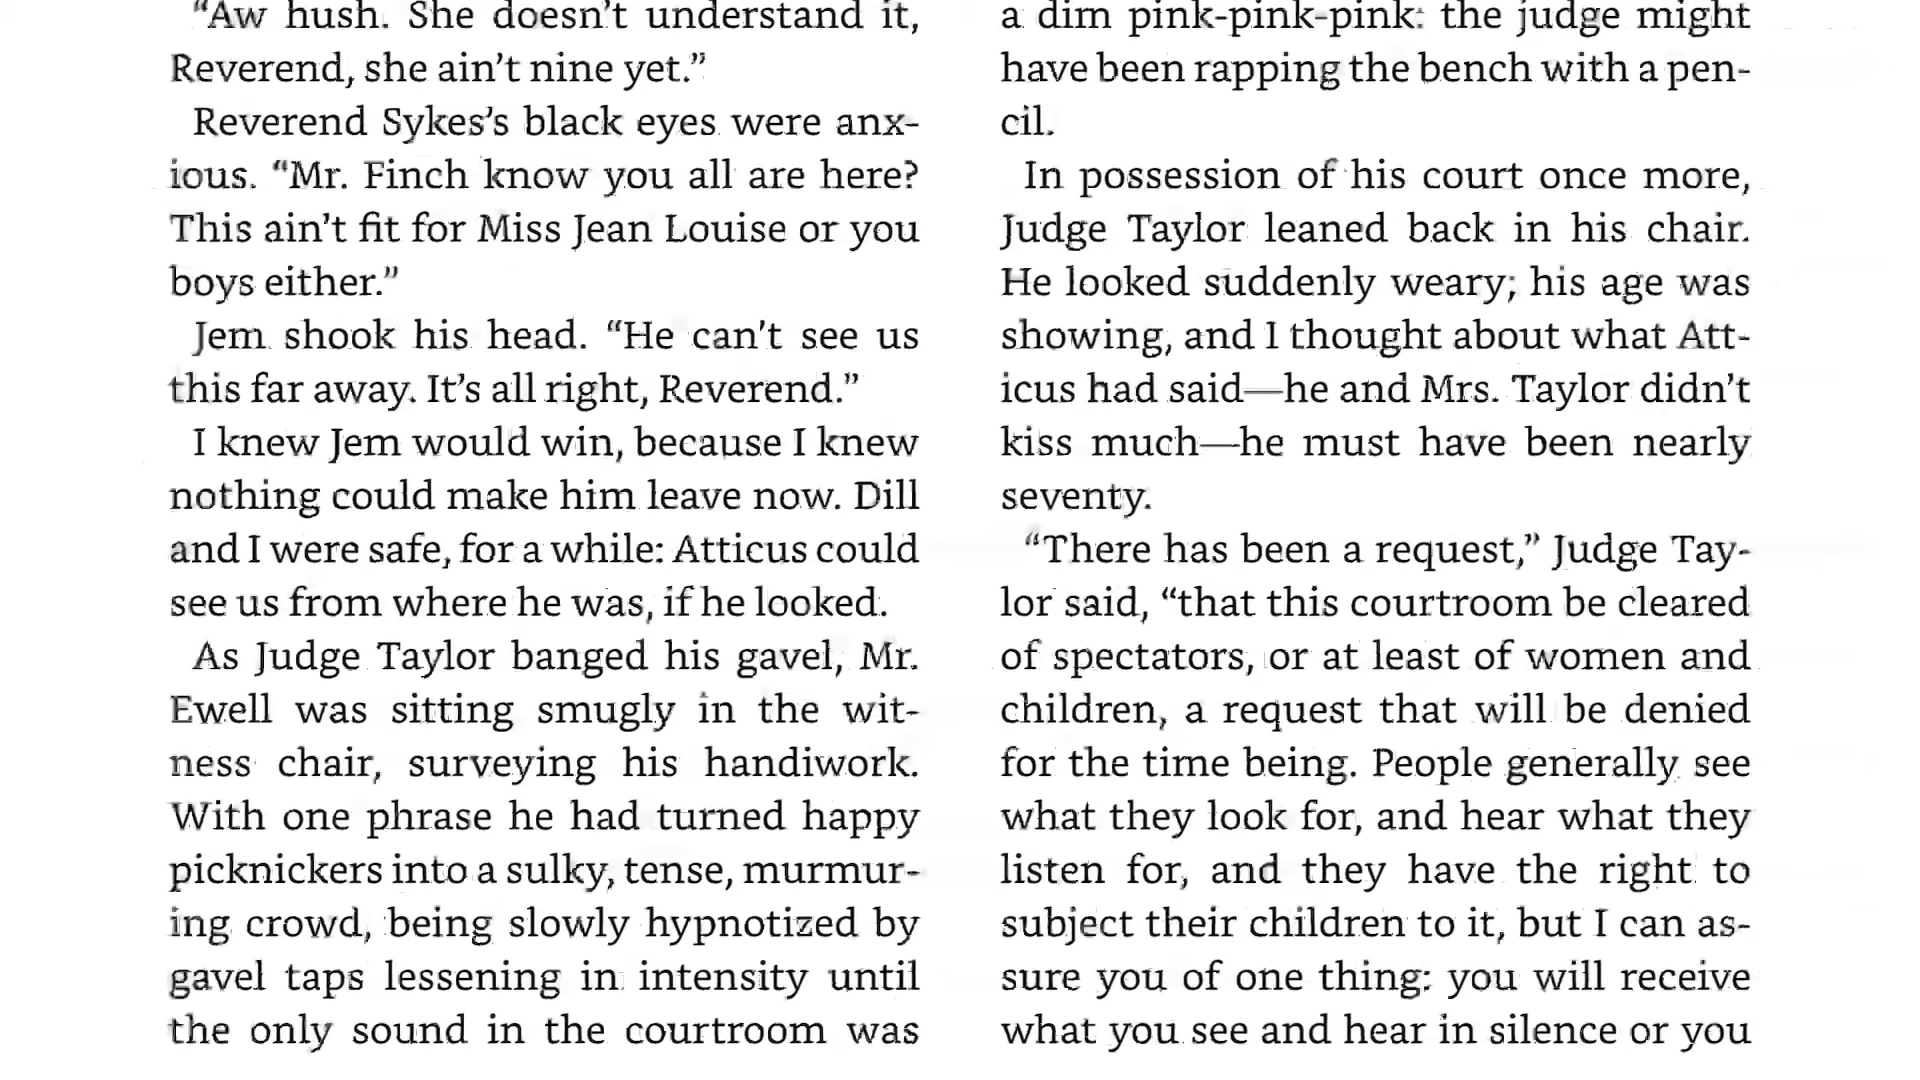 “Aw hush. She doesn’t understand it,
Reverend, she ain’t nine yet.”
Reverend Sykes’s black eyes were anx-
ious. “Mr. Finch know you all are here?
This ain’t fit for Miss Jean Louise or you
boys either.”
Jem shook his head. “He can’t see us
this far away. It’s all right, Reverend.”
I knew Jem would win, because I knew
nothing could make him leave now. Dill
and I were safe, for a while: Atticus could
see us from where he was, if he looked.
As Judge Taylor banged his gavel, Mr.
Ewell was sitting smugly in the wit-
ness chair, surveying his handiwork.
With one phrase he had turned happy
picknickers into a sulky, tense, murmur-
ing crowd, being slowly hypnotized by
gavel taps lessening in intensity until
the only sound in the courtroom was
a dim pink-pink-pink: the judge might
have been rapping the bench with a pen-
cil.
In possession of his court once more,
Judge Taylor leaned back in his chair.
He looked suddenly weary; his age was
showing, and I thought about what Att-
icus had said—he and Mrs. Taylor didn’t
kiss much—he must have been nearly
seventy.
“There has been a request,” Judge Tay-
lor said, “that this courtroom be cleared
of spectators, or at least of women and
children, a request that will be denied
for the time being. People generally see
what they look for, and hear what they
listen for, and they have the right to
subject their children to it, but I can as-
sure you of one thing: you will receive
what you see and hear in silence or you